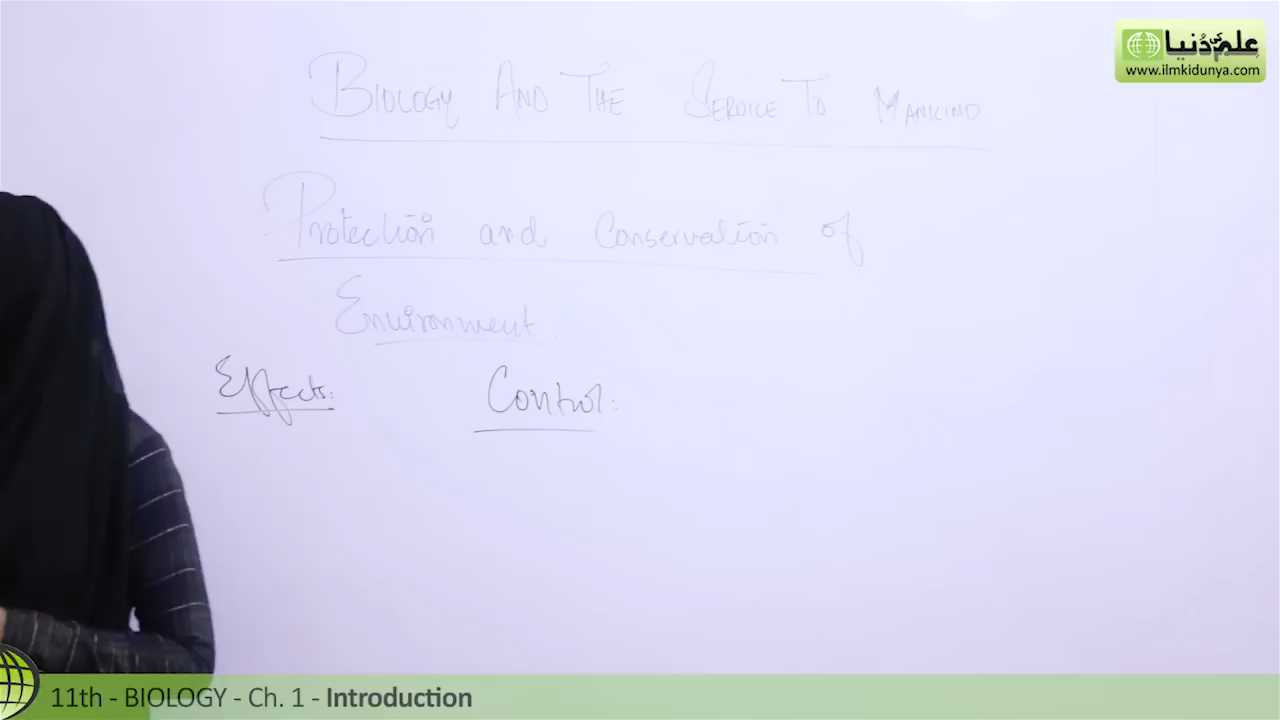 علم کی دُنیا
www.ilmkidunya.com
BIOLOGY AND THE SERVICE TO MANKIND.
Protection and Conservation of
Environment.
Effects:
Control:
11th - BIOLOGY - Ch. 1 - Introduction